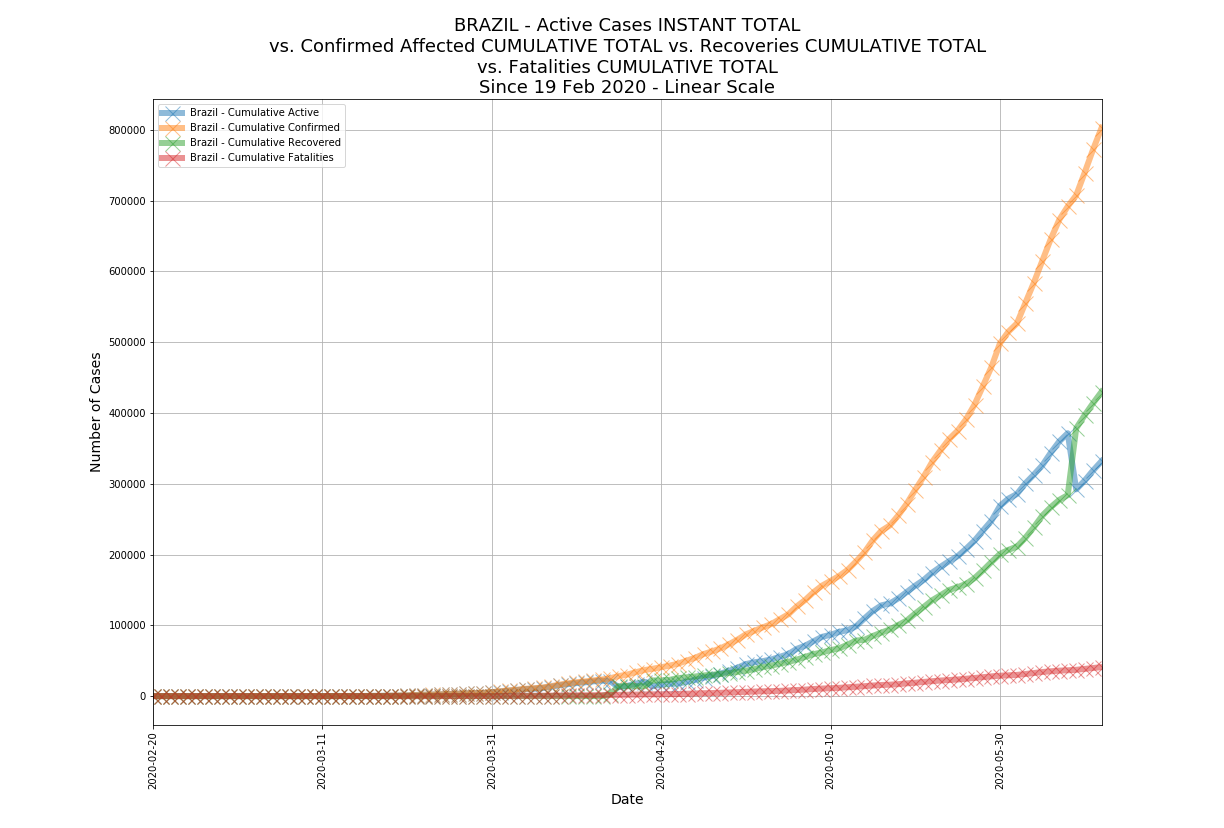 BRAZIL - Active Cases INSTANT TOTAL
vs. Confirmed Affected CUMULATIVE TOTAL vs. Recoveries CUMULATIVE TOTAL
vs. Fatalities CUMULATIVE TOTAL
Since 19 Feb 2020 - Linear Scale
Brazil - Cumulative Active
Brazil - Cumulative Confirmed
Brazil - Cumulative Recovered
Brazil - Cumulative Fatalities
800000
700000
600000
500000
400000
300000
200000
100000
0
Number of Cases
2020-02-20
2020-03-11
2020-03-31
2020-04-20
2020-05-10
2020-05-30
Date